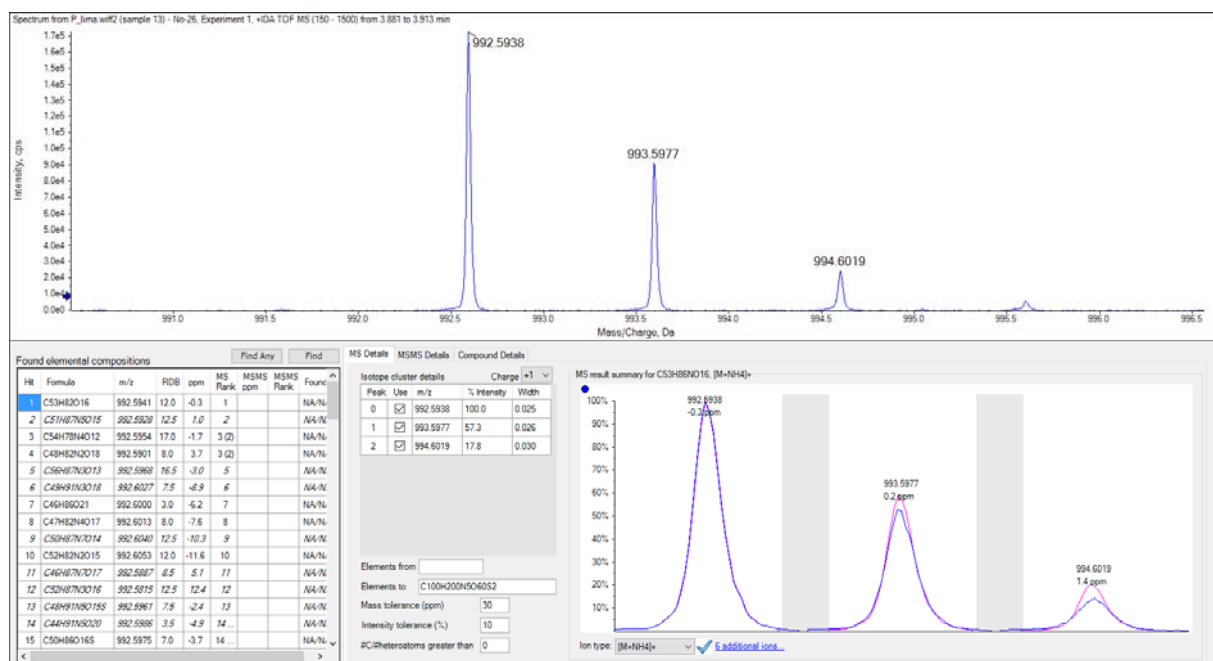 Spectrum from P_lima.wiff2 (sample 13) - No-26, Experiment 1, +IDA TOF MS (150 - 1500) from 3.881 to 3.913 min
1.7e5
1.6e5
1.5e5
1.4e5
1.3e5
1.2e5
1.1e5
1.0e5
9.0e4
8.0e4
7.0e4
6.0e4
5.0e4
4.0e4
3.0e4
2.0e4
1.0e4
0.0e0
Intensity, cps
992.5938
993.5977
994.6019
991.0 991.5 992.0 992.5 993.0 993.5 994.0 994.5 995.0 995.5 996.0 996.5
Mass/Charge, Da
Found elemental compositions Find Any Find
Hit Formula m/z RDB ppm MS Rank MSMS ppm MSMS Rank Found
1 C53H82O16 992.5941 12.0 -0.3 1 NA/N
2 C51H87N5O15 992.5928 12.5 1.0 2 NA/N
3 C54H78N4O12 992.5954 17.0 -1.7 3 (2) NA/N
4 C48H82N2O18 992.5901 8.0 3.7 3 (2) NA/N
5 C56H87N3O13 992.5968 16.5 -3.0 5 NA/N
6 C49H91N3O18 992.6027 7.5 -8.9 6 NA/N
7 C46H86O21 992.6000 3.0 -6.2 7 NA/N
8 C47H82N4O17 992.6013 8.0 -7.6 8 NA/N
9 C50H87N7O14 992.6040 12.5 -10.3 9 NA/N
10 C52H82N2O15 992.6053 12.0 -11.6 10 NA/N
11 C46H87N7O17 992.5887 8.5 5.1 11 NA/N
12 C52H87N3O16 992.5815 12.5 12.4 12 NA/N
13 C48H91N5O15S 992.5961 7.5 -2.4 13 NA/N
14 C44H91N5O20 992.5986 3.5 -4.9 14 ... NA/N
15 C50H86O16S 992.5975 7.0 -3.7 14 ... NA/N
MS Details MSMS Details Compound Details
Isotope cluster details Charge +1
Peak Use m/z % Intensity Width
0 992.5938 100.0 0.025
1 993.5977 57.3 0.026
2 994.6019 17.8 0.030
Elements from
Elements to C100H200N5O60S2
Mass tolerance (ppm) 30
Intensity tolerance (%) 10
#C/#heteroatoms greater than 0
MS result summary for C53H86NO16, [M+NH4]+
100%
90%
80%
70%
60%
50%
40%
30%
20%
10%
992.5938
-0.3 ppm
993.5977
0.2 ppm
994.6019
1.4 ppm
Ion type: [M+NH4]+ 6 additional ions...